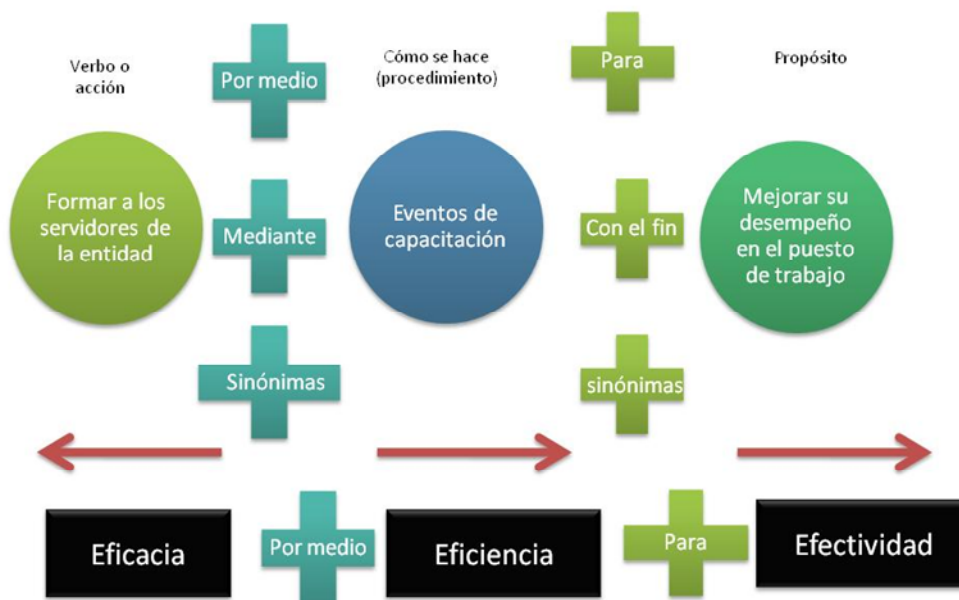 Verbo o
acción
Por medio
Cómo se hace
(procedimiento)
Para
Propósito
Formar a los
servidores de
la entidad
Mediante
Eventos de
capacitación
Con el fin
Mejorar su
desempeño
en el puesto
de trabajo
Sinónimas
sinónimas
Eficacia
Por medio
Eficiencia
Para
Efectividad